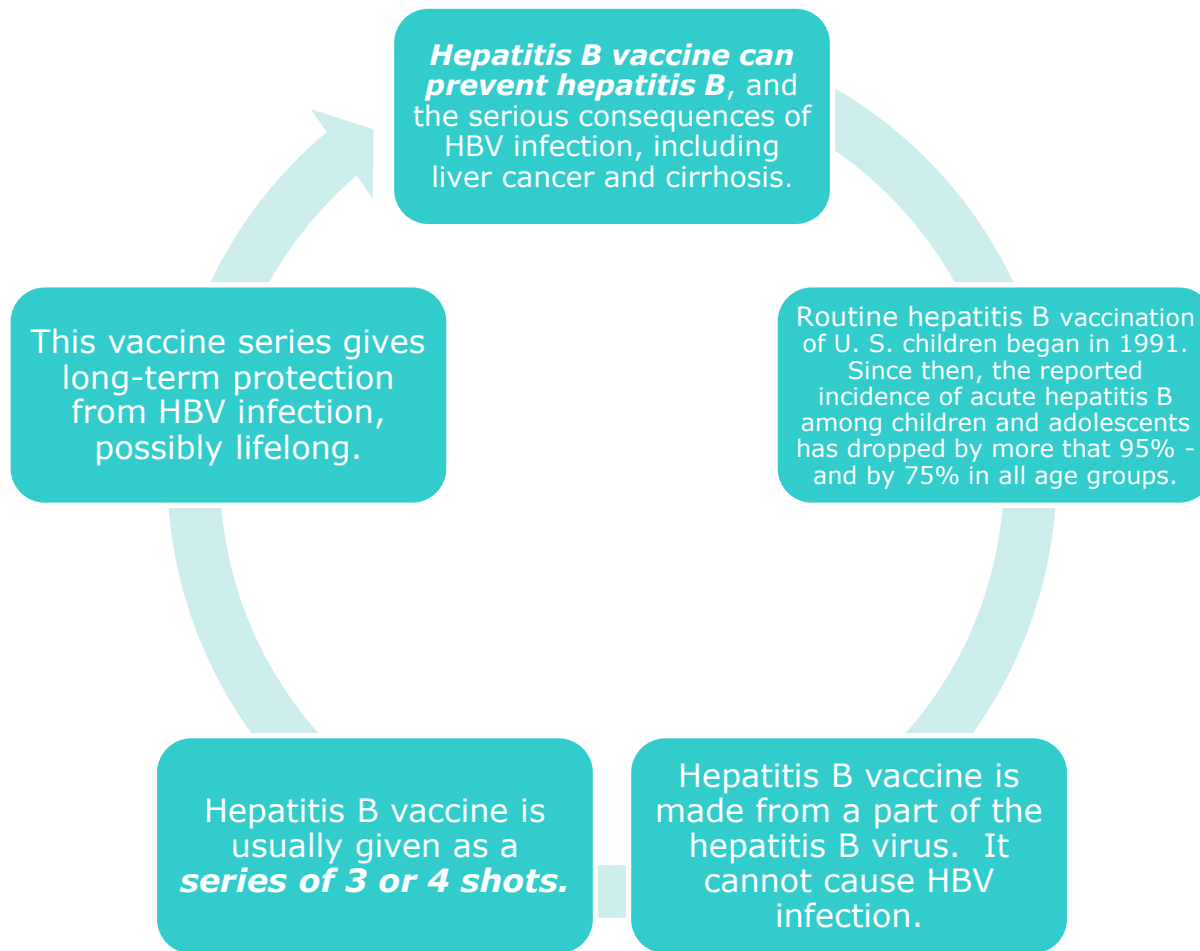 Hepatitis B vaccine can
prevent hepatitis B, and
the serious consequences of
HBV infection, including
liver cancer and cirrhosis.
Routine hepatitis B vaccination
of U. S. children began in 1991.
Since then, the reported
incidence of acute hepatitis B
among children and adolescents
has dropped by more that 95% -
and by 75% in all age groups.
Hepatitis B vaccine is
made from a part of the
hepatitis B virus.  It
cannot cause HBV
infection.
Hepatitis B vaccine is
usually given as a
series of 3 or 4 shots.
This vaccine series gives
long-term protection
from HBV infection,
possibly lifelong.